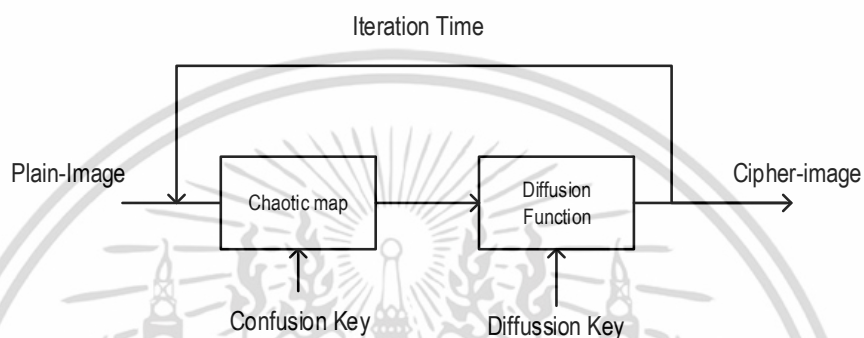 Iteration Time
Plain-Image
Cipher-image
Chaotic map
Diffusion
Function
Confusion Key
Diffussion Key